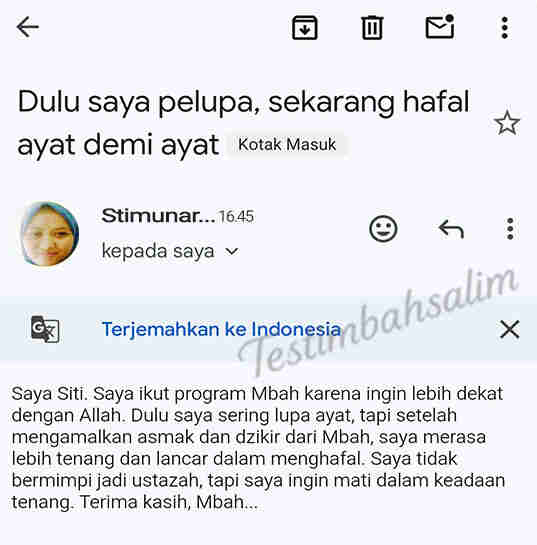 Dulu saya pelupa, sekarang hafal
ayat demi ayat Kotak Masuk
Stimunar... 16.45
kepada saya
Terjemahkan ke Indonesia
Testimbahsalim
Saya Siti. Saya ikut program Mbah karena ingin lebih dekat
dengan Allah. Dulu saya sering lupa ayat, tapi setelah
mengamalkan asmak dan dzikir dari Mbah, saya merasa
lebih tenang dan lancar dalam menghafal. Saya tidak
bermimpi jadi ustazah, tapi saya ingin mati dalam keadaan
tenang. Terima kasih, Mbah...